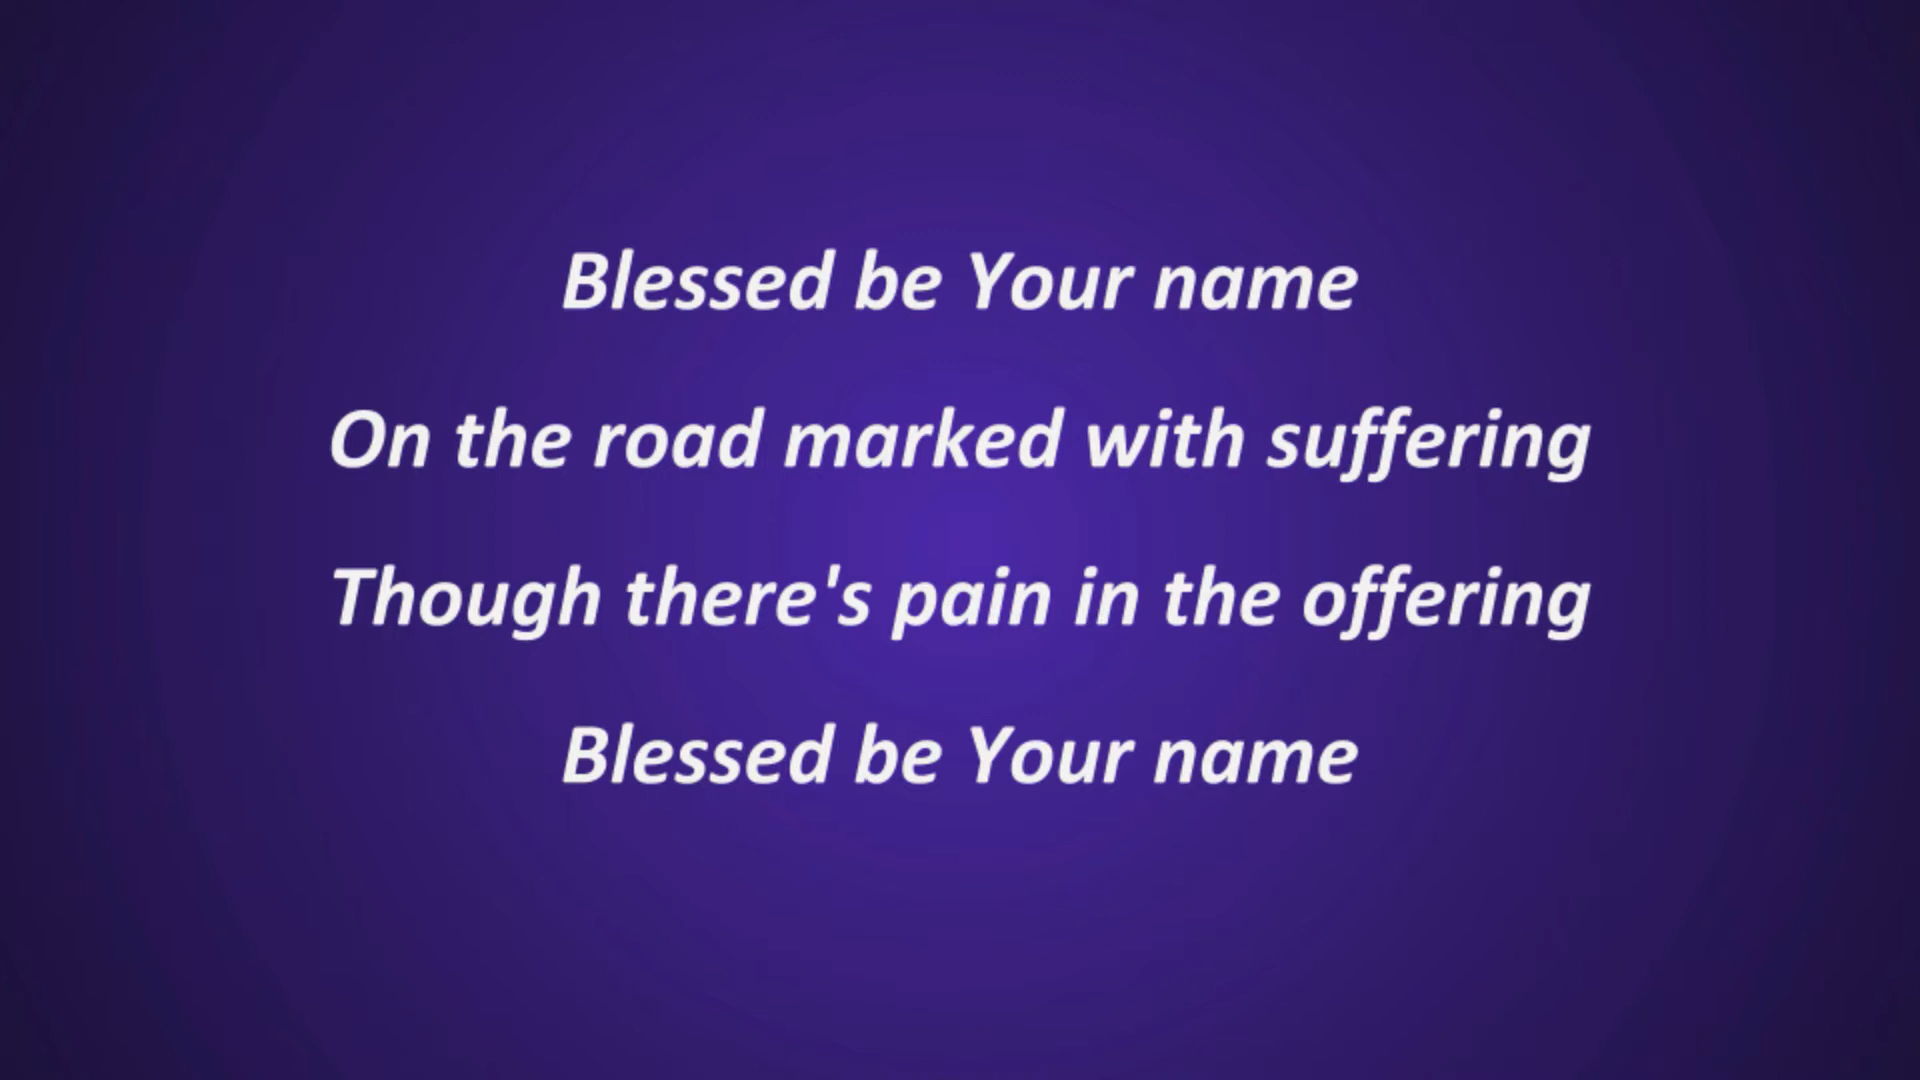 Blessed be Your name
On the road marked with suffering
Though there's pain in the offering
Blessed be Your name